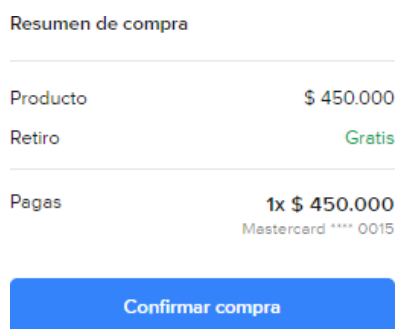 Resumen de compra
Producto $ 450.000
Retiro Gratis
Pagas 1x $ 450.000
Mastercard **** 0015
Confirmar compra